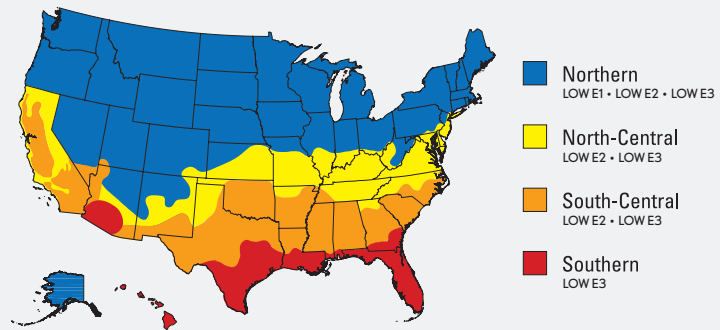 Northern
LOW E1 • LOW E2 • LOW E3
North-Central
LOW E2 • LOW E3
South-Central
LOW E2 • LOW E3
Southern
LOW E3